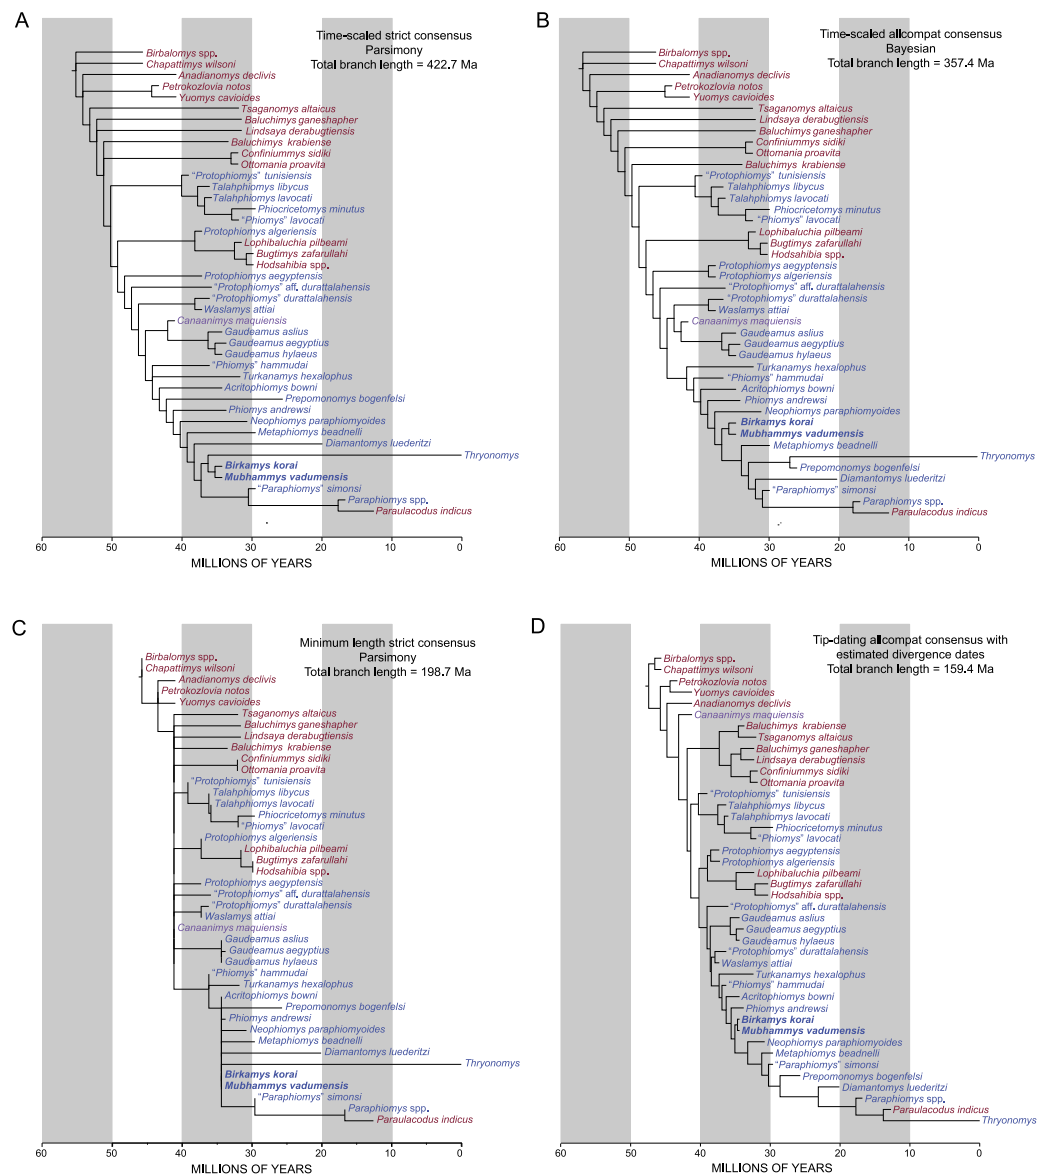 A
Time-scaled strict consensus
Parsimony
Total branch length = 422.7 Ma
Birbalomys spp.
Chapattimys wilsoni
Anadianomys declivis
Petrokozlovia notos
Yuomys cavioides
Tsaganomys altaicus
Baluchimys ganeshapher
Lindsaya derabugtiensis
Baluchimys krabiense
Confiniummys sidiki
Ottomania proavita
"Protophiomys" tunisiensis
Talahphiomys libycus
Talahphiomys lavocati
Phiocricetomys minutus
"Phiomys" lavocati
Protophiomys algeriensis
Lophibaluchia pilbeami
Bugtimys zafarullahi
Hodsahibia spp.
Protophiomys aegyptensis
"Protophiomys" aff. durattalahensis
"Protophiomys" durattalahensis
Waslamys attiai
Canaanimys maquiensis
Gaudeamus aslius
Gaudeamus aegyptius
Gaudeamus hylaeus
"Phiomys" hammudai
Turkanamys hexalophus
Acritophiomys bowni
Prepomonomys bogenfelsi
Phiomys andrewsi
Neophiomys paraphiomyoides
Metaphiomys beadnelli
Diamantomys luederitzi
Thryonomys
Birkamys korai
Mubhammys vadumensis
"Paraphiomys" simonsi
Paraphiomys spp.
Paraulacodus indicus
60 50 40 30 20 10 0
MILLIONS OF YEARS
B
Time-scaled allcompat consensus
Bayesian
Total branch length = 357.4 Ma
Birbalomys spp.
Chapattimys wilsoni
Anadianomys declivis
Petrokozlovia notos
Yuomys cavioides
Tsaganomys altaicus
Lindsaya derabugtiensis
Baluchimys ganeshapher
Confiniummys sidiki
Ottomania proavita
Baluchimys krabiense
"Protophiomys" tunisiensis
Talahphiomys libycus
Talahphiomys lavocati
Phiocricetomys minutus
"Phiomys" lavocati
Lophibaluchia pilbeami
Bugtimys zafarullahi
Hodsahibia spp.
Protophiomys aegyptensis
Protophiomys algeriensis
"Protophiomys" aff. durattalahensis
"Protophiomys" durattalahensis
Waslamys attiai
Canaanimys maquiensis
Gaudeamus aslius
Gaudeamus aegyptius
Gaudeamus hylaeus
Turkanamys hexalophus
"Phiomys" hammudai
Acritophiomys bowni
Phiomys andrewsi
Neophiomys paraphiomyoides
Birkamys korai
Mubhammys vadumensis
Metaphiomys beadnelli
Thryonomys
Prepomonomys bogenfelsi
Diamantomys luederitzi
"Paraphiomys" simonsi
Paraphiomys spp.
Paraulacodus indicus
60 50 40 30 20 10 0
MILLIONS OF YEARS
C
Minimum length strict consensus
Parsimony
Total branch length = 198.7 Ma
Birbalomys spp.
Chapattimys wilsoni
Anadianomys declivis
Petrokozlovia notos
Yuomys cavioides
Tsaganomys altaicus
Baluchimys ganeshapher
Lindsaya derabugtiensis
Baluchimys krabiense
Confiniummys sidiki
Ottomania proavita
"Protophiomys" tunisiensis
Talahphiomys libycus
Talahphiomys lavocati
Phiocricetomys minutus
"Phiomys" lavocati
Protophiomys algeriensis
Lophibaluchia pilbeami
Bugtimys zafarullahi
Hodsahibia spp.
Protophiomys aegyptensis
"Protophiomys" aff. durattalahensis
"Protophiomys" durattalahensis
Waslamys attiai
Canaanimys maquiensis
Gaudeamus aslius
Gaudeamus aegyptius
Gaudeamus hylaeus
"Phiomys" hammudai
Turkanamys hexalophus
Acritophiomys bowni
Prepomonomys bogenfelsi
Phiomys andrewsi
Neophiomys paraphiomyoides
Metaphiomys beadnelli
Diamantomys luederitzi
Thryonomys
Birkamys korai
Mubhammys vadumensis
"Paraphiomys" simonsi
Paraphiomys spp.
Paraulacodus indicus
60 50 40 30 20 10 0
MILLIONS OF YEARS
D
Tip-dating allcompat consensus with
estimated divergence dates
Total branch length = 159.4 Ma
Birbalomys spp.
Chapattimys wilsoni
Petrokozlovia notos
Yuomys cavioides
Anadianomys declivis
Canaanimys maquiensis
Baluchimys krabiense
Tsaganomys altaicus
Baluchimys ganeshapher
Lindsaya derabugtiensis
Confiniummys sidiki
Ottomania proavita
"Protophiomys" tunisiensis
Talahphiomys libycus
Talahphiomys lavocati
Phiocricetomys minutus
"Phiomys" lavocati
Protophiomys aegyptensis
Protophiomys algeriensis
Lophibaluchia pilbeami
Bugtimys zafarullahi
Hodsahibia spp.
"Protophiomys" aff. durattalahensis
Gaudeamus aslius
Gaudeamus aegyptius
Gaudeamus hylaeus
"Protophiomys" durattalahensis
Waslamys attiai
Turkanamys hexalophus
"Phiomys" hammudai
Acritophiomys bowni
Phiomys andrewsi
Birkamys korai
Mubhammys vadumensis
Neophiomys paraphiomyoides
Metaphiomys beadnelli
"Paraphiomys" simonsi
Prepomonomys bogenfelsi
Diamantomys luederitzi
Paraphiomys spp.
Paraulacodus indicus
Thryonomys
60 50 40 30 20 10 0
MILLIONS OF YEARS